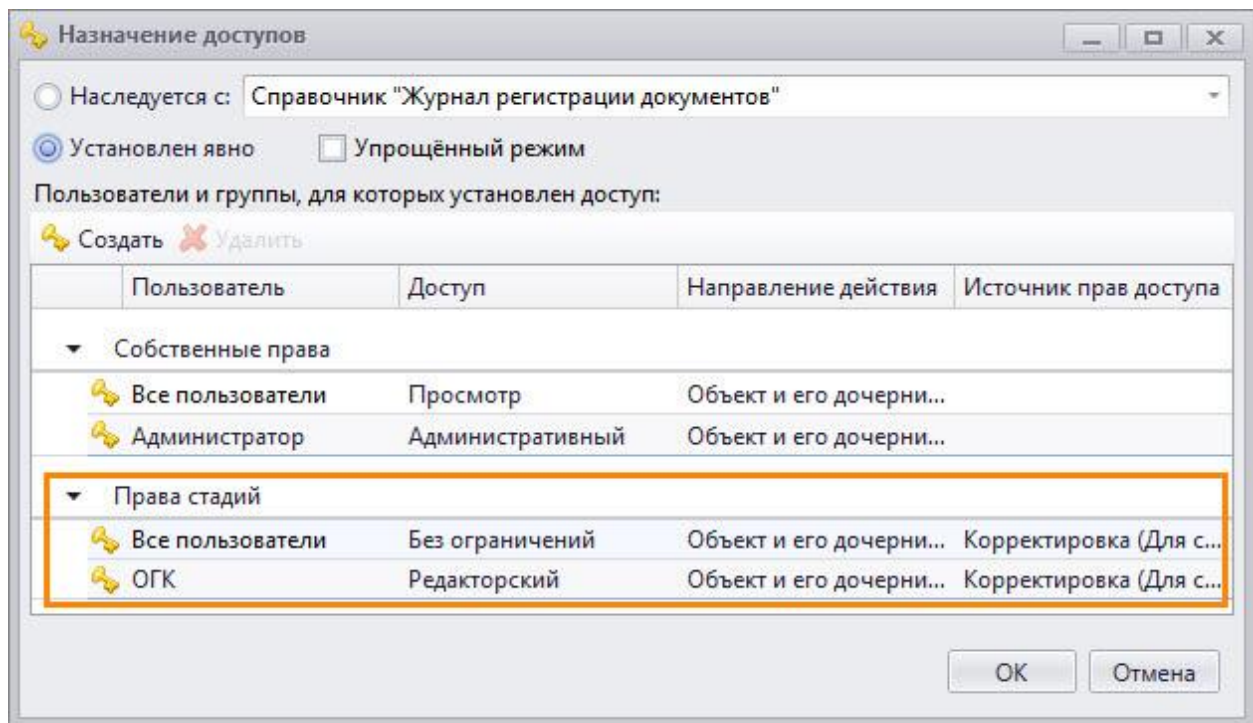 Назначение доступов
Наследуется с: Справочник "Журнал регистрации документов"
Установлен явно Упрощённый режим
Пользователи и группы, для которых установлен доступ:
Создать Удалить
Пользователь Доступ Направление действия Источник прав доступа
Собственные права
Все пользователи Просмотр Объект и его дочерни...
Администратор Административный Объект и его дочерни...
Права стадий
Все пользователи Без ограничений Объект и его дочерни... Корректировка (Для с...
ОГК Редакторский Объект и его дочерни... Корректировка (Для с...
ОК Отмена